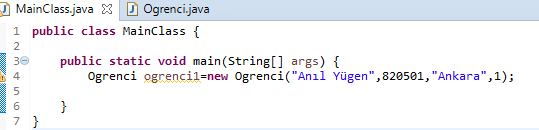 MainClass.java Ogrenci.java
1 public class MainClass {
2
3 public static void main(String[] args) {
4 Ogrenci ogrenci1=new Ogrenci("Anıl Yügen",820501,"Ankara",1);
5
6 }
7 }